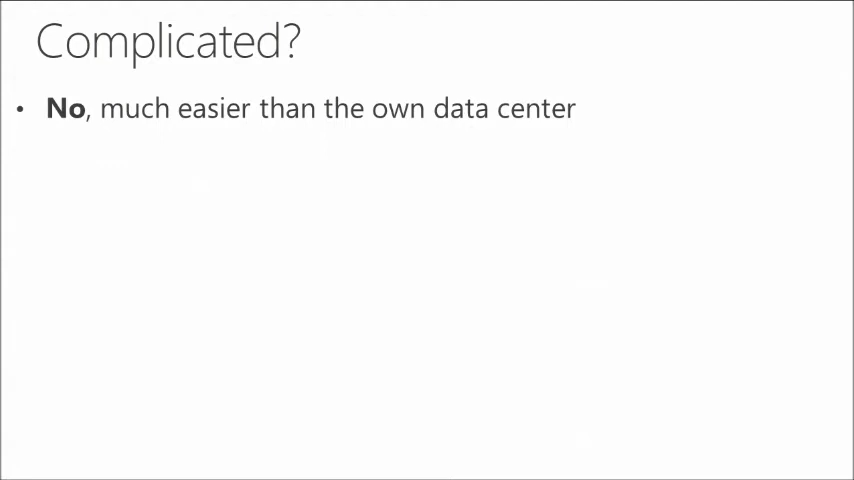 Complicated?
• No, much easier than the own data center